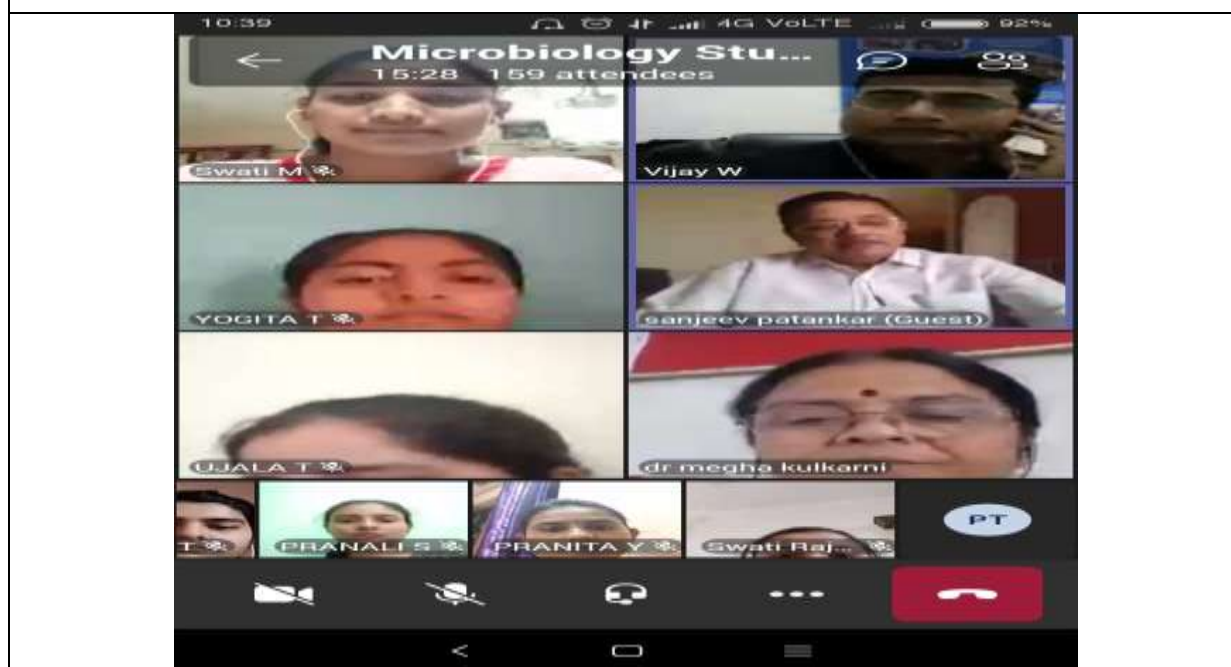 10:39 4G VoLTE 92%
Microbiology Stu...
15:28 159 attendees
Swati M
Vijay W
YOGITA T
sanjeev patankar (Guest)
UJALA T
dr megha kulkarni
T
PRANALI S
PRANITA Y
Swati Raj...
PT